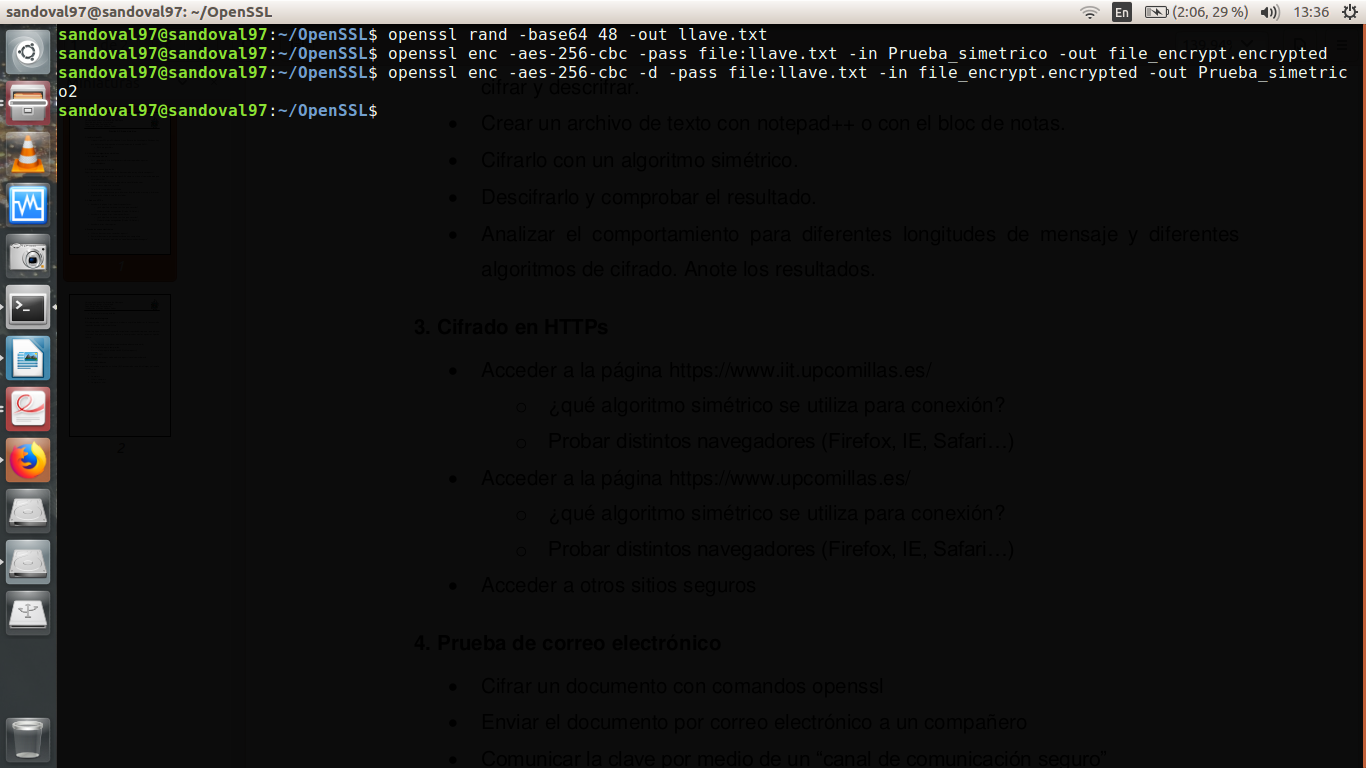 sandoval97@sandoval97: ~/OpenSSL
En
(2:06, 29 %)
13:36
sandoval97@sandoval97:~/OpenSSL$ openssl rand -base64 48 -out llave.txt
sandoval97@sandoval97:~/OpenSSL$ openssl enc -aes-256-cbc -pass file:llave.txt -in Prueba_simetrico -out file_encrypt.encrypted
sandoval97@sandoval97:~/OpenSSL$ openssl enc -aes-256-cbc -d -pass file:llave.txt -in file_encrypt.encrypted -out Prueba_simetric
o2
sandoval97@sandoval97:~/OpenSSL$
cifrar y descrifrar.
• Crear un archivo de texto con notepad++ o con el bloc de notas.
• Cifrarlo con un algoritmo simétrico.
• Descifrarlo y comprobar el resultado.
• Analizar el comportamiento para diferentes longitudes de mensaje y diferentes
algoritmos de cifrado. Anote los resultados.
3. Cifrado en HTTPs
• Acceder a la página https://www.iit.upcomillas.es/
o ¿qué algoritmo simétrico se utiliza para conexión?
o Probar distintos navegadores (Firefox, IE, Safari…)
• Acceder a la página https://www.upcomillas.es/
o ¿qué algoritmo simétrico se utiliza para conexión?
o Probar distintos navegadores (Firefox, IE, Safari…)
• Acceder a otros sitios seguros
4. Prueba de correo electrónico
• Cifrar un documento con comandos openssl
• Enviar el documento por correo electrónico a un compañero
• Comunicar la clave por medio de un "canal de comunicación seguro"
2